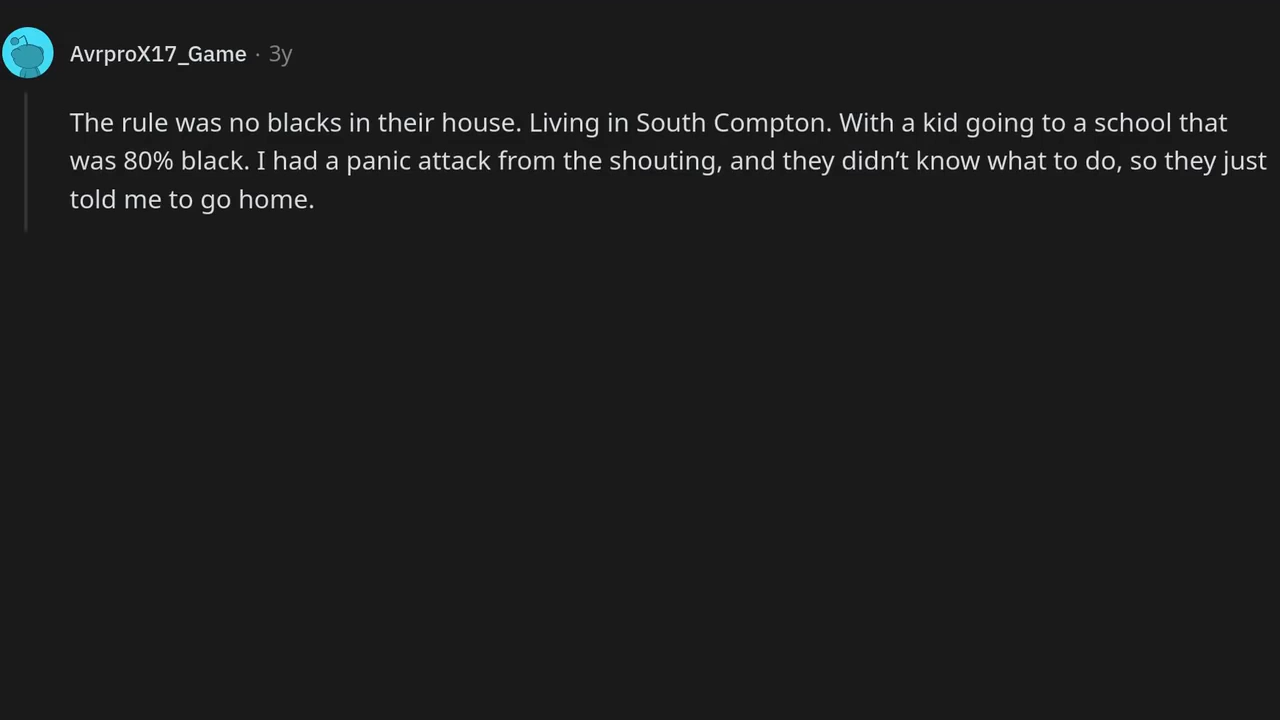 AvrproX17_Game · 3y
The rule was no blacks in their house. Living in South Compton. With a kid going to a school that
was 80% black. I had a panic attack from the shouting, and they didn’t know what to do, so they just
told me to go home.